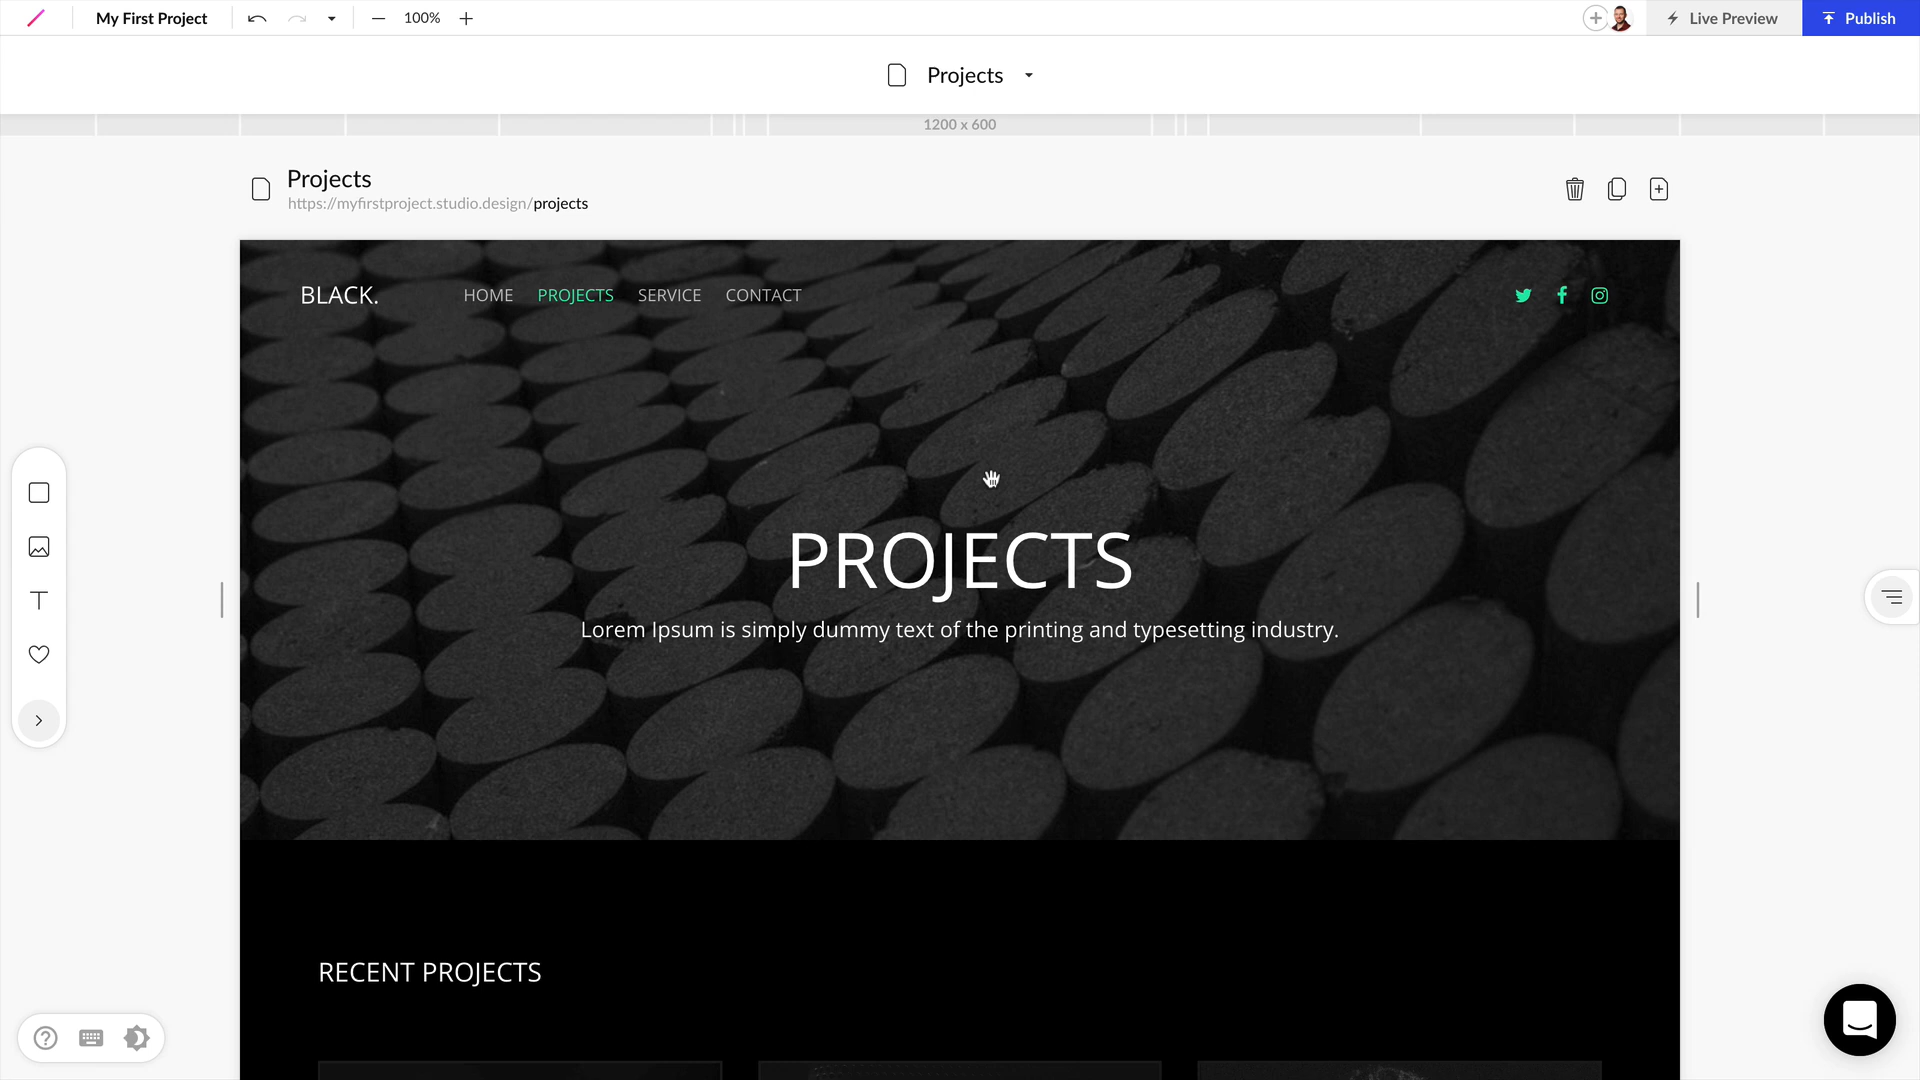 My First Project
100%
Live Preview
Publish
Projects
1200 x 600
Projects
https://myfirstproject.studio.design/projects
BLACK.
HOME PROJECTS SERVICE CONTACT
PROJECTS
Lorem Ipsum is simply dummy text of the printing and typesetting industry.
RECENT PROJECTS